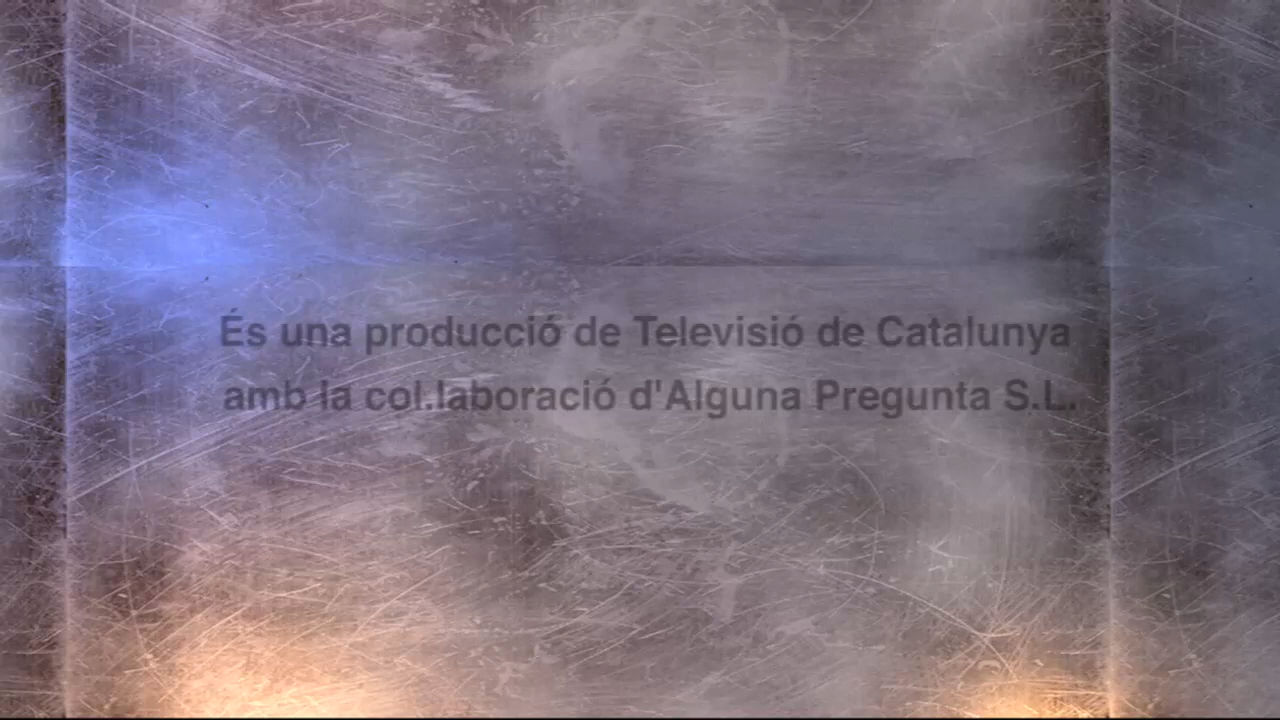 És una producció de Televisió de Catalunya
amb la col.laboració d'Alguna Pregunta S.L.